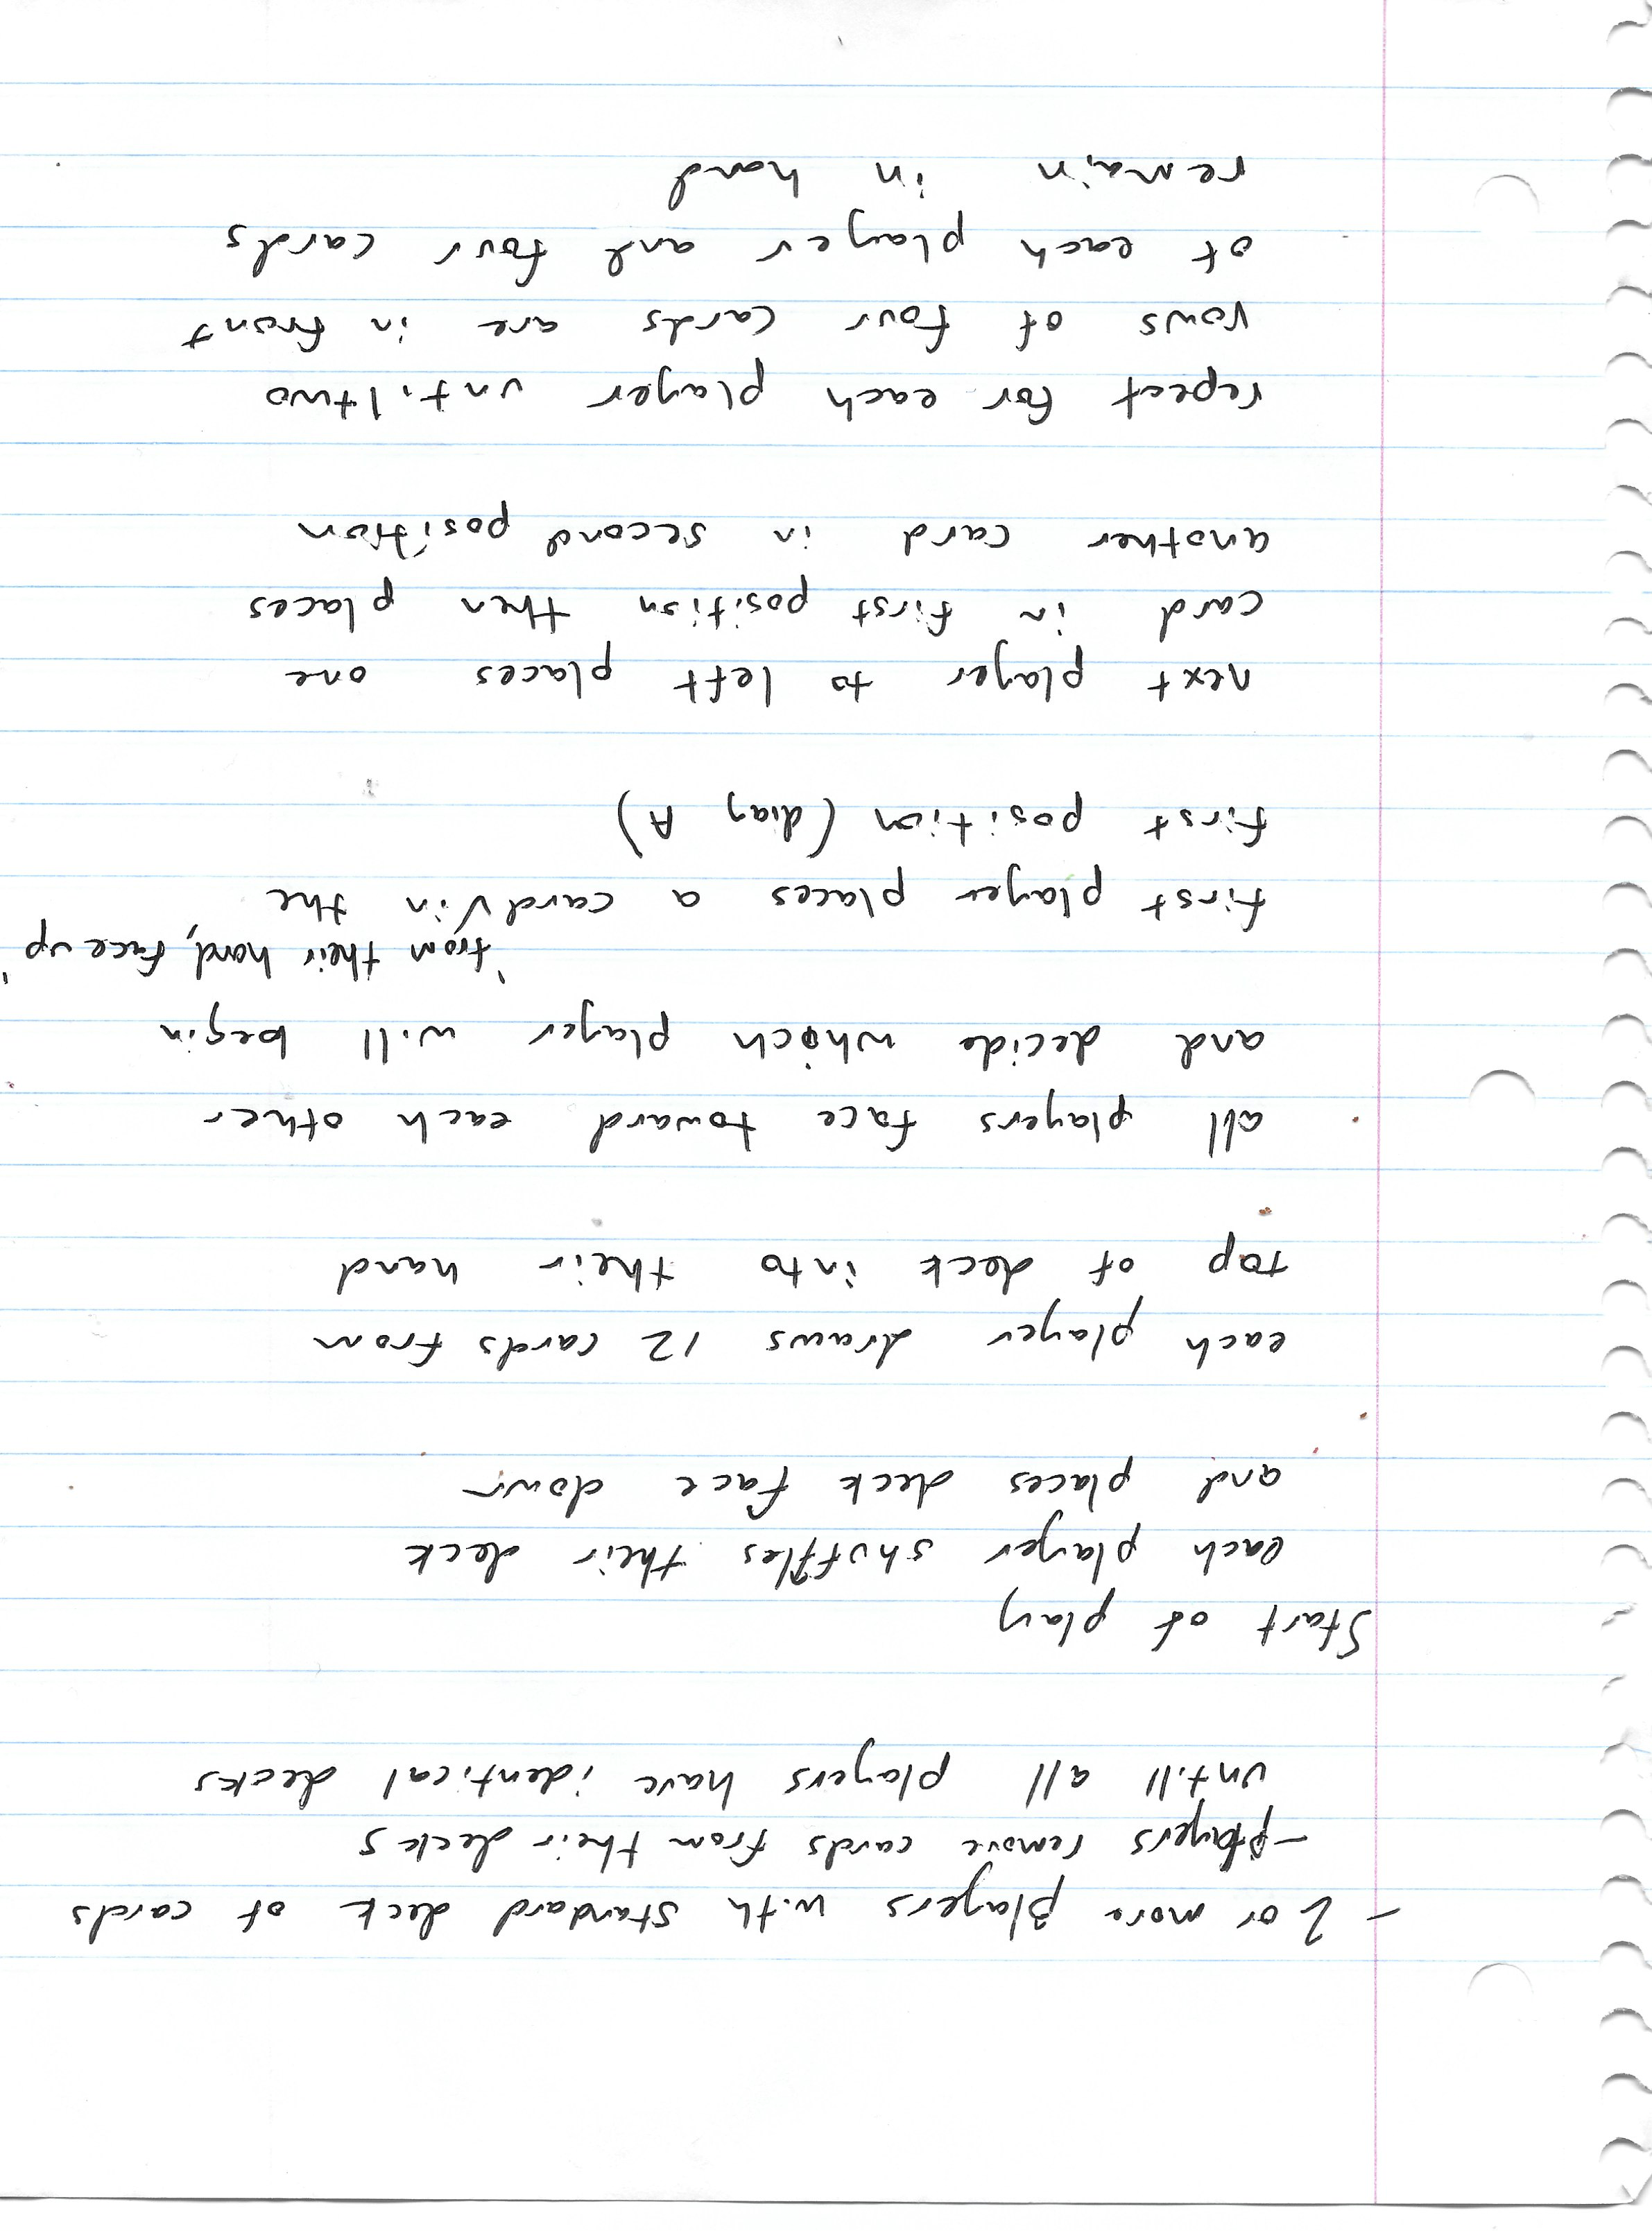 - 2 or more players with standard deck of cards
- players remove cards from their decks
untill all players have identical decks
Start of play
each player shuffles their deck
and places deck face down
each player draws 12 cards from
top of deck into their hand
all players face toward each other
and decide which player will begin
"from their hand, face up"
first player places a card √ in the
first position (diag A)
next player to left places one
card in first position then places
another card in second position
repeat for each player until two
rows of four cards are in front
of each player and four cards
remain in hand